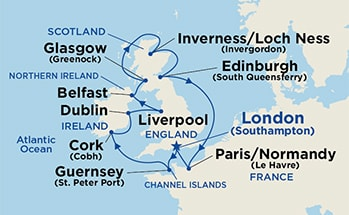 SCOTLAND
Glasgow
(Greenock)
Inverness/Loch Ness
(Invergordon)
Edinburgh
(South Queensferry)
NORTHERN IRELAND
Belfast
Dublin
IRELAND
Liverpool
ENGLAND
London
(Southampton)
Atlantic
Ocean
Cork
(Cobh)
Guernsey
(St. Peter Port)
CHANNEL ISLANDS
Paris/Normandy
(Le Havre)
FRANCE